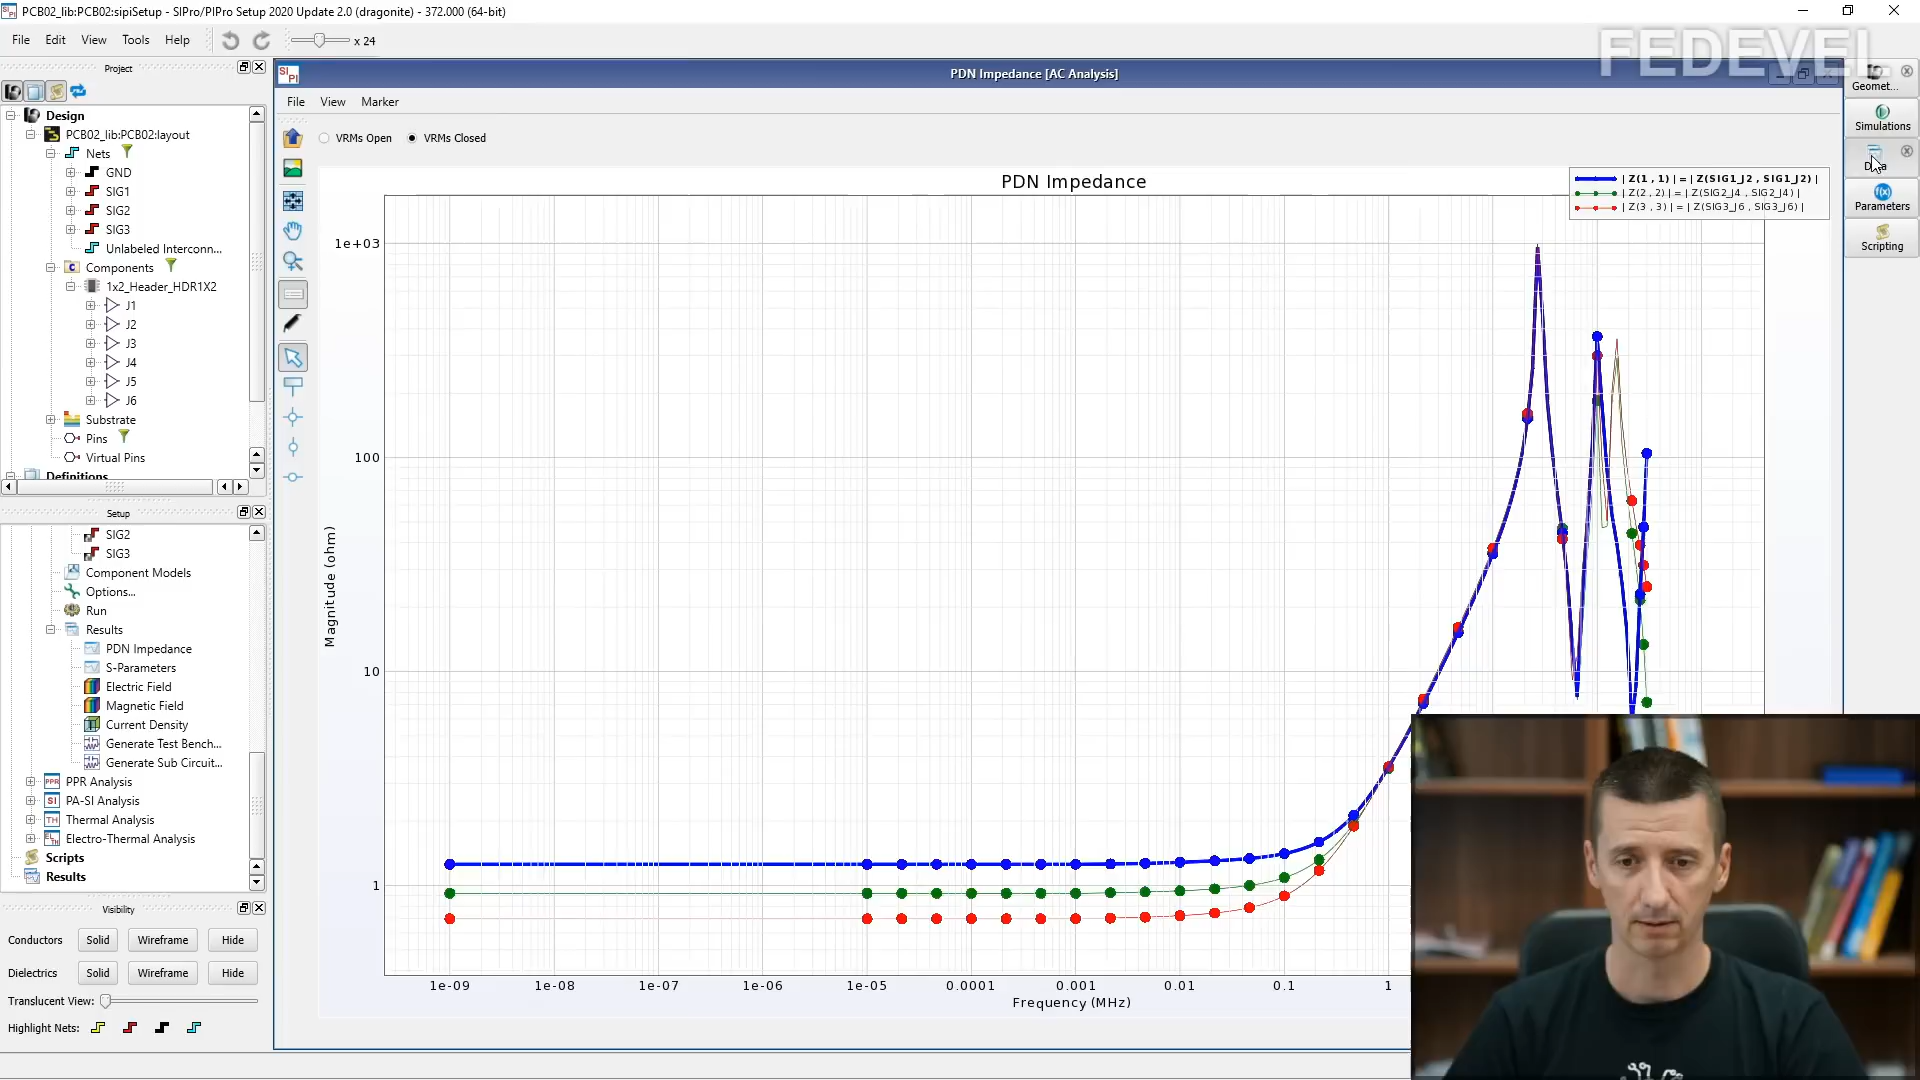 PCB02_lib:PCB02:sipiSetup - SIPro/PIPro Setup 2020 Update 2.0 (dragonite) - 372.000 (64-bit)
File Edit View Tools Help x 24
FEDEVEL
Project
Design
PCB02_lib:PCB02:layout
Nets
GND
SIG1
SIG2
SIG3
Unlabeled Interconn...
Components
1x2_Header_HDR1X2
J1
J2
J3
J4
J5
J6
Substrate
Pins
Virtual Pins
Definitions
Setup
SIG2
SIG3
Component Models
Options...
Run
Results
PDN Impedance
S-Parameters
Electric Field
Magnetic Field
Current Density
Generate Test Bench...
Generate Sub Circuit...
PPR PPR Analysis
SI PA-SI Analysis
TH Thermal Analysis
Electro-Thermal Analysis
Scripts
Results
Visibility
Conductors Solid Wireframe Hide
Dielectrics Solid Wireframe Hide
Translucent View:
Highlight Nets:
SI PI
PDN Impedance [AC Analysis]
File View Marker
VRMs Open VRMs Closed
PDN Impedance
| Z(1 , 1) | = | Z(SIG1_J2 , SIG1_J2) |
| Z(2 , 2) | = | Z(SIG2_J4 , SIG2_J4) |
| Z(3 , 3) | = | Z(SIG3_J6 , SIG3_J6) |
Magnitude (ohm)
1e+03
100
10
1
1e-09 1e-08 1e-07 1e-06 1e-05 0.0001 0.001 0.01 0.1 1
Frequency (MHz)
Geomet...
Simulations
Parameters
Scripting